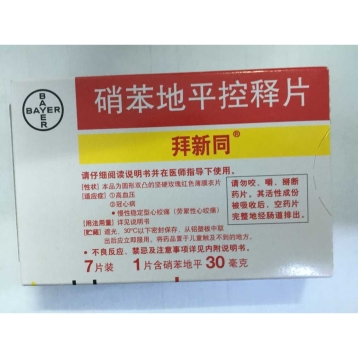 BAYER
BAYER
硝苯地平控释片
拜新同®
请仔细阅读说明书并在医师指导下使用。
[性状] 本品为圆形双凸的坚硬玫瑰红色薄膜衣片
[适应症] ① 高血压
② 冠心病
• 慢性稳定型心绞痛（劳累性心绞痛）
[用法用量] 详见说明书
[贮藏] 遮光，30℃以下密封保存，从铝塑板中取
出后应立即服用。将药品置于儿童触及不到的地方。
• 不良反应，禁忌及注意事项详见内附说明书。
请勿咬、嚼、掰断
药片。其活性成份
被吸收后，空药片
完整地经肠道排出。
7片装 1片含硝苯地平 30 毫克